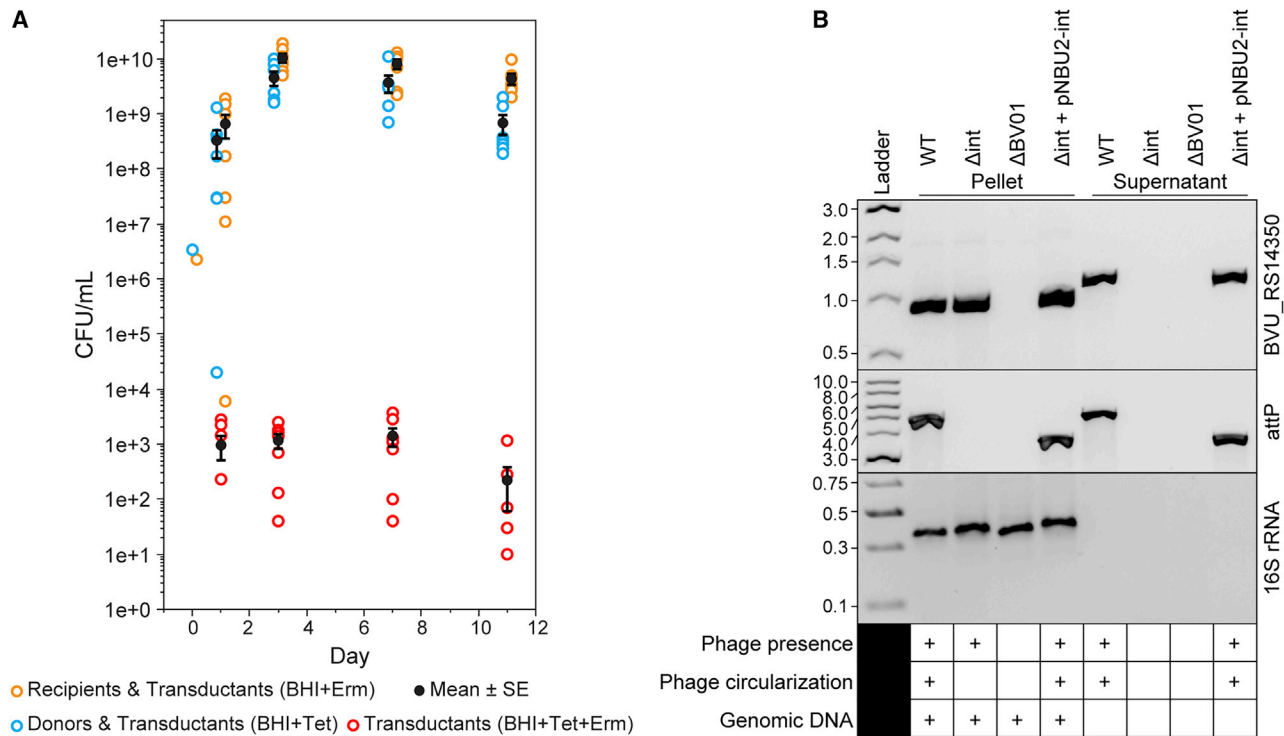 A
CFU/mL
1e+10
1e+9
1e+8
1e+7
1e+6
1e+5
1e+4
1e+3
1e+2
1e+1
1e+0
0 2 4 6 8 10 12
Day
Recipients & Transductants (BHI+Erm) Mean ± SE
Donors & Transductants (BHI+Tet) Transductants (BHI+Tet+Erm)
B
Ladder
WT
Δint
ΔBV01
Δint + pNBU2-int
WT
Δint
ΔBV01
Δint + pNBU2-int
Pellet Supernatant
3.0
2.0
1.5
1.0
0.5
BVU_RS14350
10.0
8.0
6.0
5.0
4.0
3.0
attP
0.75
0.5
0.3
0.1
16S rRNA
Phage presence + + + + +
Phage circularization + + + +
Genomic DNA + + + +